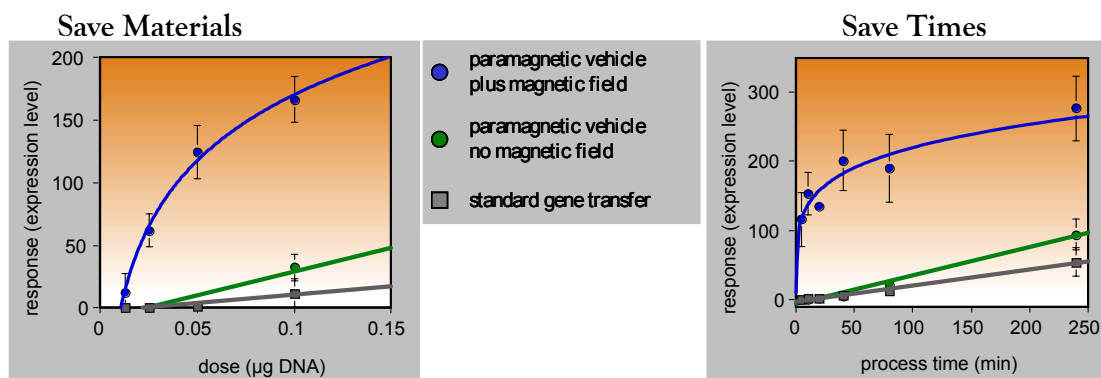 Save Materials
200
150
100
50
0
0
0.05
0.1
0.15
response (expression level)
dose (µg DNA)
paramagnetic vehicle
plus magnetic field
paramagnetic vehicle
no magnetic field
standard gene transfer
Save Times
300
200
100
0
0
50
100
150
200
250
response (expression level)
process time (min)